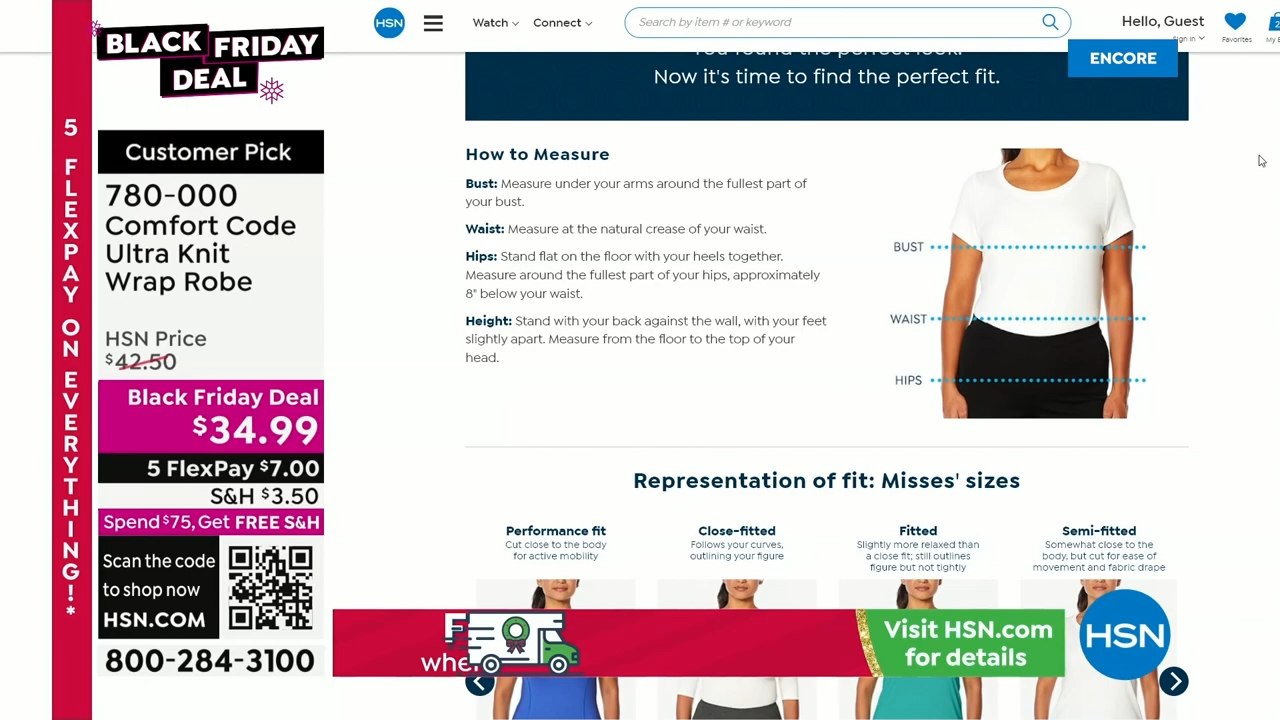 5 FLEXPAY ON EVERYTHING!*
BLACK FRIDAY
DEAL
Customer Pick
780-000
Comfort Code
Ultra Knit
Wrap Robe
HSN Price
$42.50
Black Friday Deal
$34.99
5 FlexPay $7.00
S&H $3.50
Spend $75, Get FREE S&H
Scan the code
to shop now
HSN.COM
800-284-3100
HSN
Watch
Connect
Search by item # or keyword
Hello, Guest
Sign In
Favorites
ENCORE
You found the perfect look.
Now it's time to find the perfect fit.
How to Measure
Bust: Measure under your arms around the fullest part of
your bust.
Waist: Measure at the natural crease of your waist.
Hips: Stand flat on the floor with your heels together.
Measure around the fullest part of your hips, approximately
8" below your waist.
Height: Stand with your back against the wall, with your feet
slightly apart. Measure from the floor to the top of your
head.
BUST
WAIST
HIPS
Representation of fit: Misses' sizes
Performance fit
Cut close to the body
for active mobility
Close-fitted
Follows your curves,
outlining your figure
Fitted
Slightly more relaxed than
a close fit; still outlines
figure but not tightly
Semi-fitted
Somewhat close to the
body, but cut for ease of
movement and fabric drape
Visit HSN.com
for details
HSN